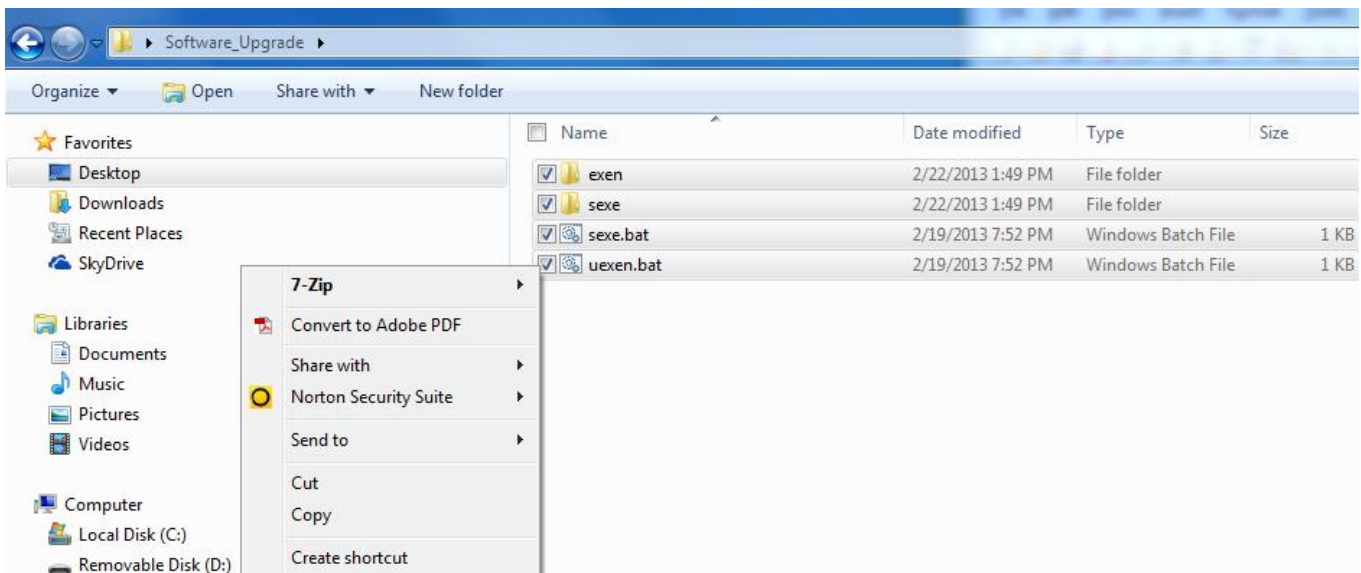 Software_Upgrade
Organize Open Share with New folder
Favorites
Desktop
Downloads
Recent Places
SkyDrive
Libraries
Documents
Music
Pictures
Videos
Computer
Local Disk (C:)
Removable Disk (D:)
Name Date modified Type Size
exen 2/22/2013 1:49 PM File folder
sexe 2/22/2013 1:49 PM File folder
sexe.bat 2/19/2013 7:52 PM Windows Batch File 1 KB
uexen.bat 2/19/2013 7:52 PM Windows Batch File 1 KB
7-Zip
Convert to Adobe PDF
Share with
Norton Security Suite
Send to
Cut
Copy
Create shortcut